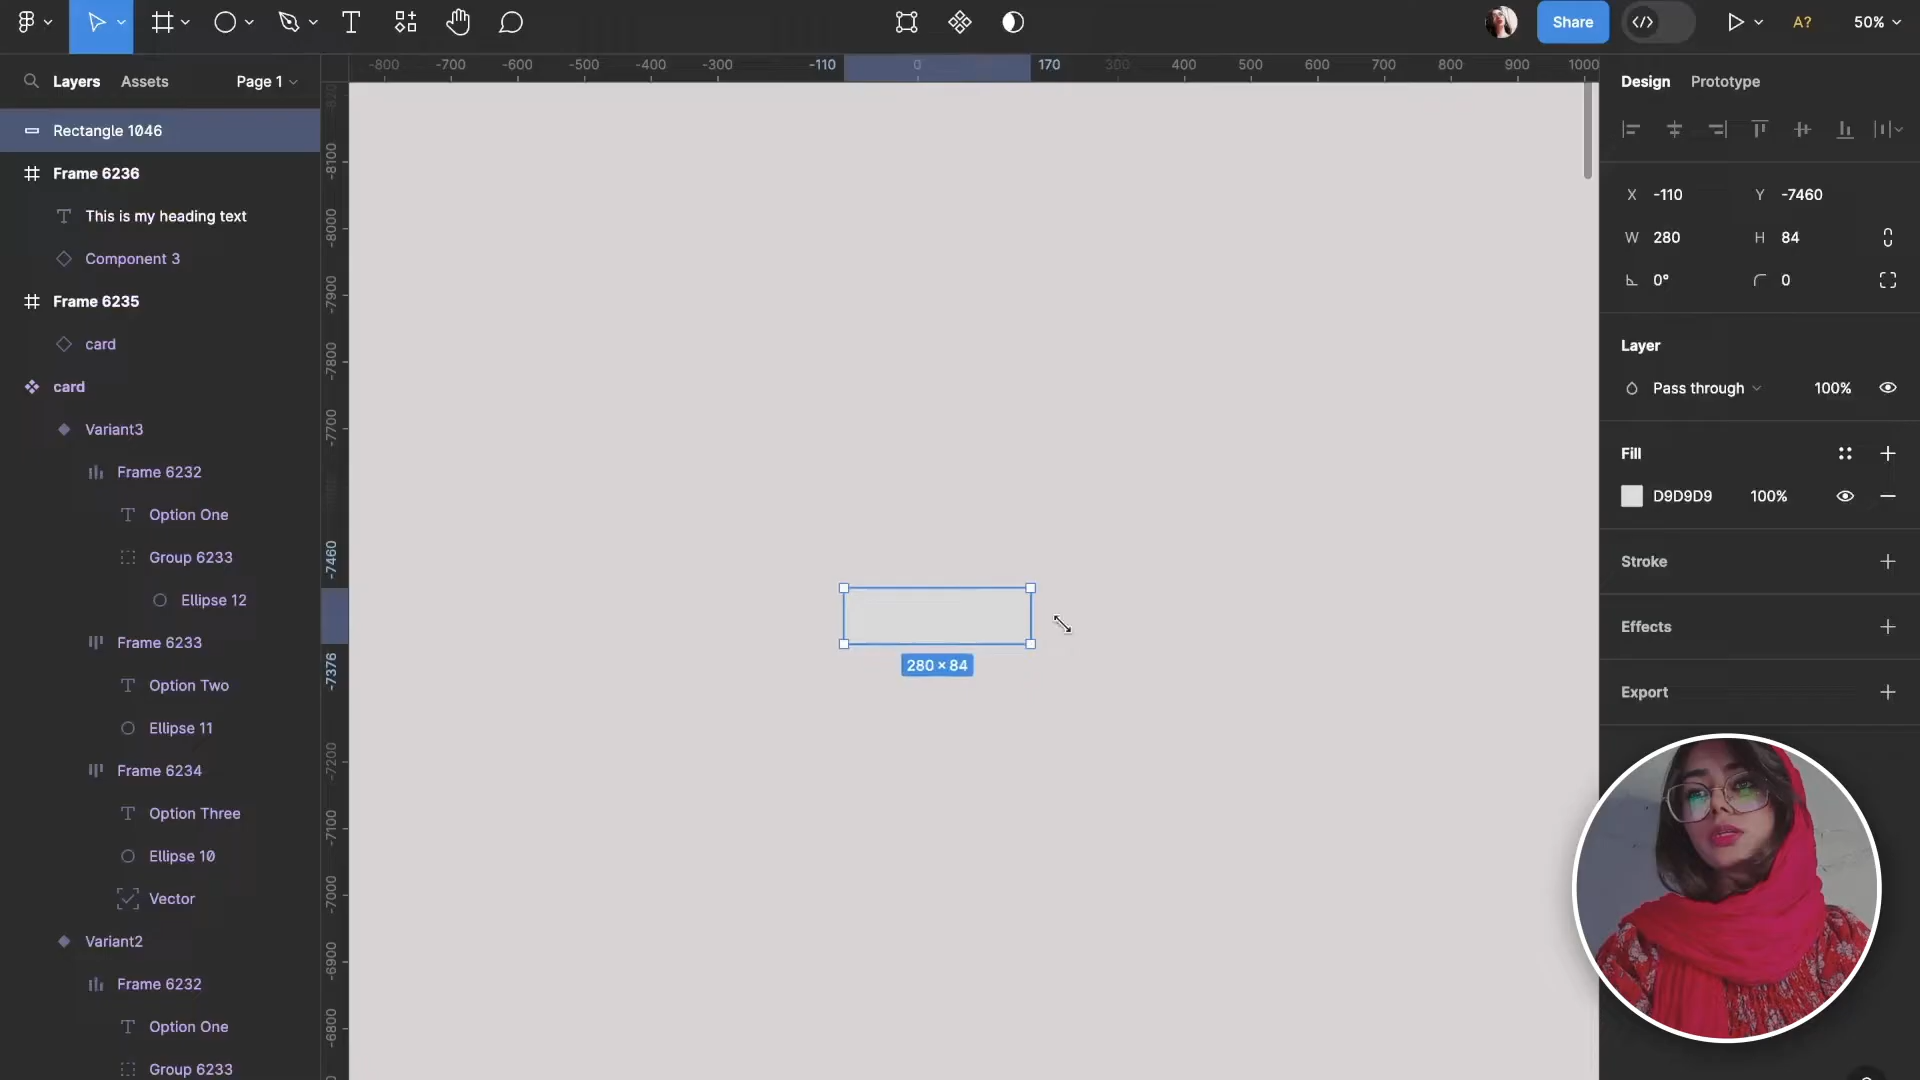 Share
A?
50%
Layers
Assets
Page 1
-800
-700
-600
-500
-400
-300
-110
0
170
300
400
500
600
700
800
900
1000
Design
Prototype
Rectangle 1046
Frame 6236
This is my heading text
Component 3
Frame 6235
card
card
Variant3
Frame 6232
Option One
Group 6233
Ellipse 12
Frame 6233
Option Two
Ellipse 11
Frame 6234
Option Three
Ellipse 10
Vector
Variant2
Frame 6232
Option One
Group 6233
-8100
-8000
-7900
-7800
-7700
-7460
-7376
-7200
-7100
-7000
-6900
-6800
280 × 84
X -110 Y -7460
W 280 H 84
0° 0
Layer
Pass through 100%
Fill
D9D9D9 100%
Stroke
Effects
Export